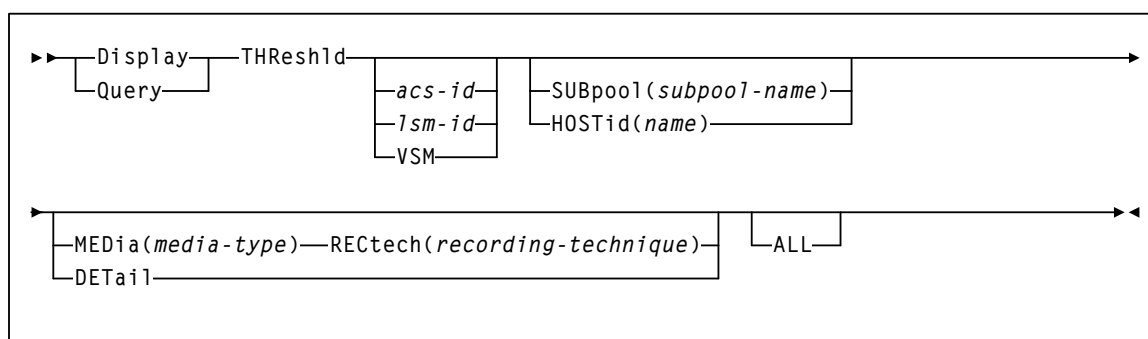 Display THReshld
Query acs-id SUBpool(subpool-name)
lsm-id HOSTid(name)
VSM
MEDia(media-type) RECtech(recording-technique) ALL
DETail